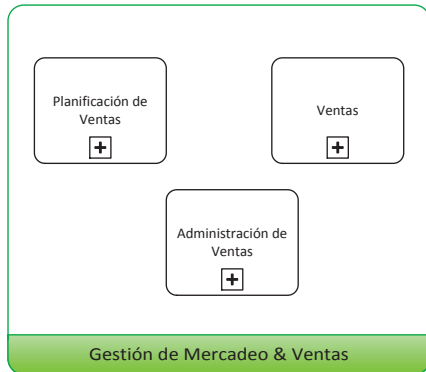 Planificación de
Ventas
Ventas
Administración de
Ventas
Gestión de Mercadeo & Ventas